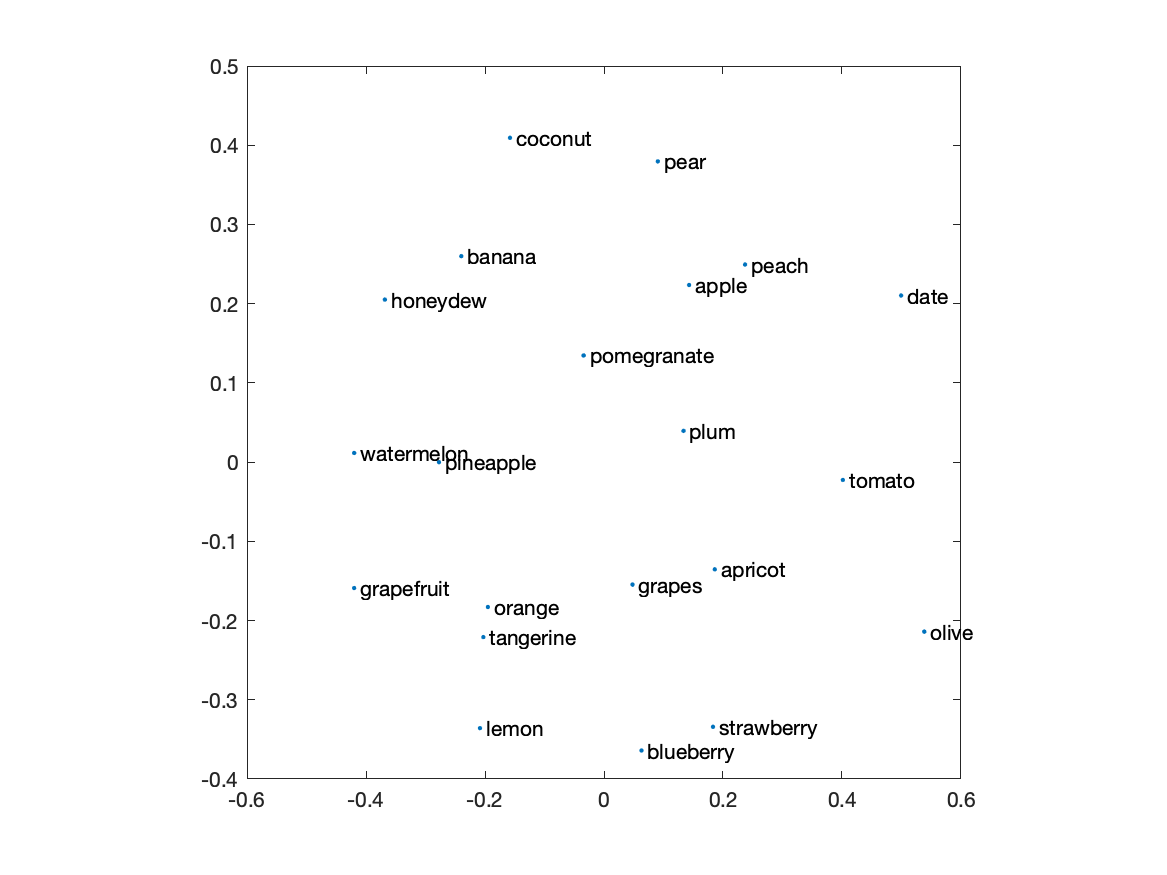 0.5
coconut
0.4
pear
0.3
banana
peach
apple
date
0.2
honeydew
pomegranate
0.1
plum
watermelon
0
pineapple
tomato
-0.1
apricot
grapes
grapefruit
orange
-0.2
olive
tangerine
-0.3
strawberry
lemon
blueberry
-0.4
-0.6 -0.4 -0.2 0 0.2 0.4 0.6